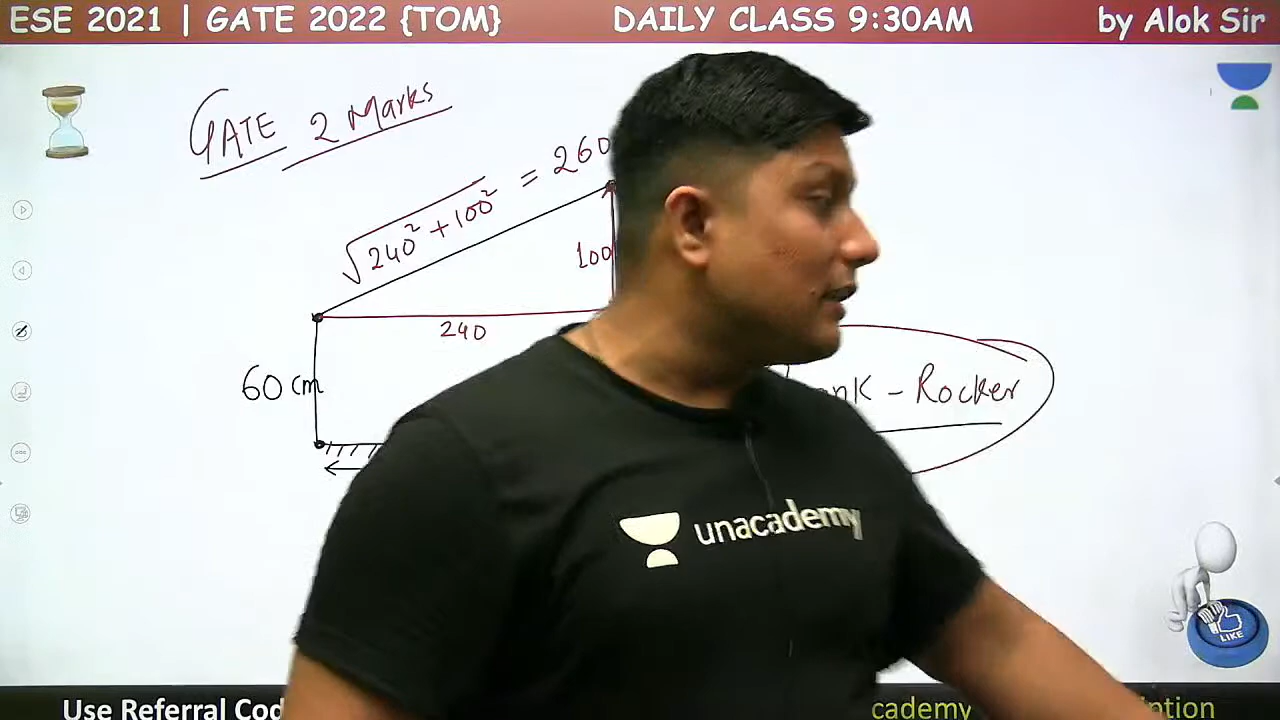 ESE 2021 | GATE 2022 {TOM} DAILY CLASS 9:30AM by Alok Sir
GATE 2 Marks
√240² + 100² = 260
100
240
60 cm
- Rocker
unacademy
LIKE
Use Referral Cod
cademy